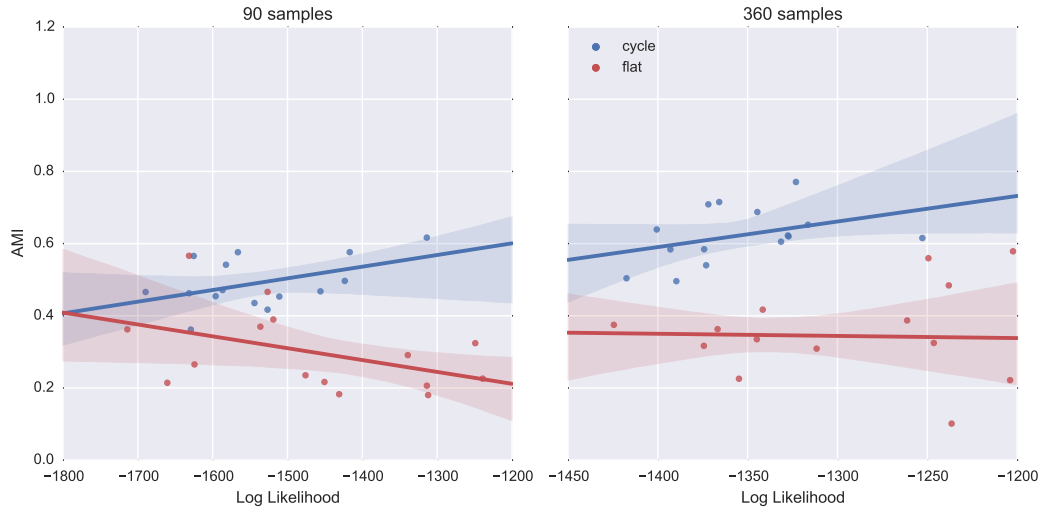 90 samples
360 samples
AMI
1.2
1.0
0.8
0.6
0.4
0.2
0.0
cycle
flat
−1800 −1700 −1600 −1500 −1400 −1300 −1200
−1450 −1400 −1350 −1300 −1250 −1200
Log Likelihood
Log Likelihood